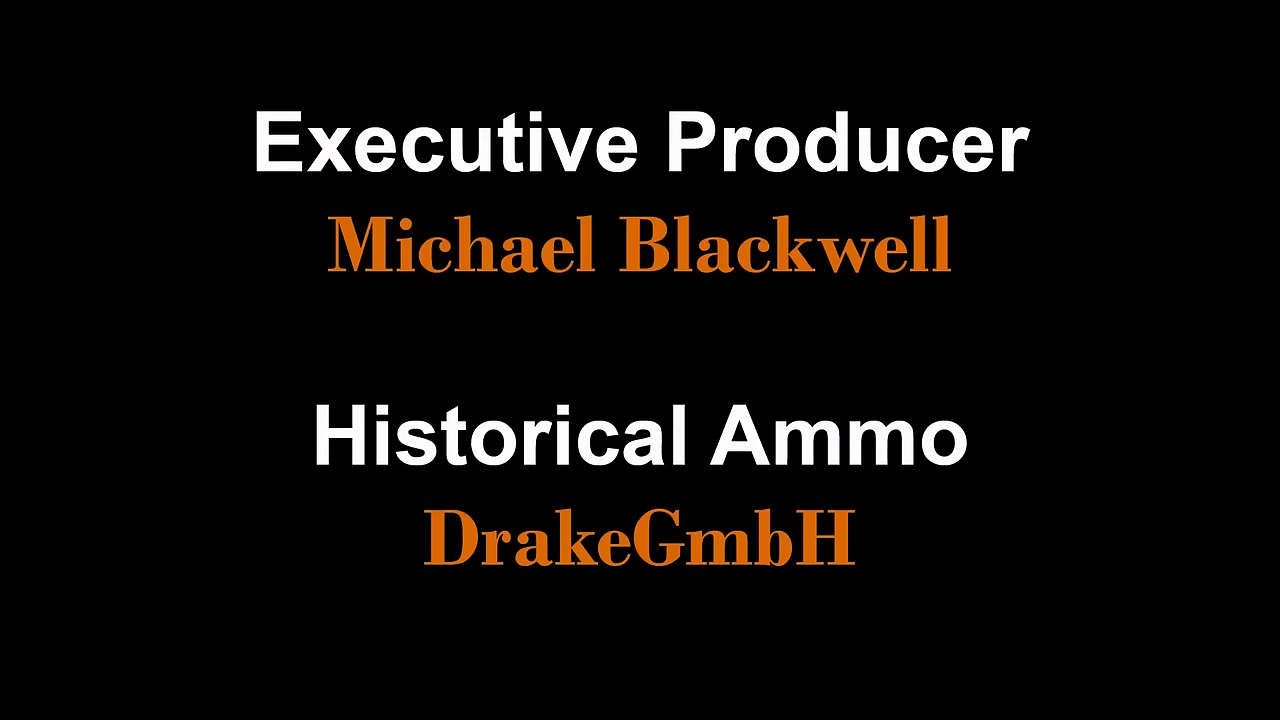 Executive Producer
Michael Blackwell
Historical Ammo
DrakeGmbH